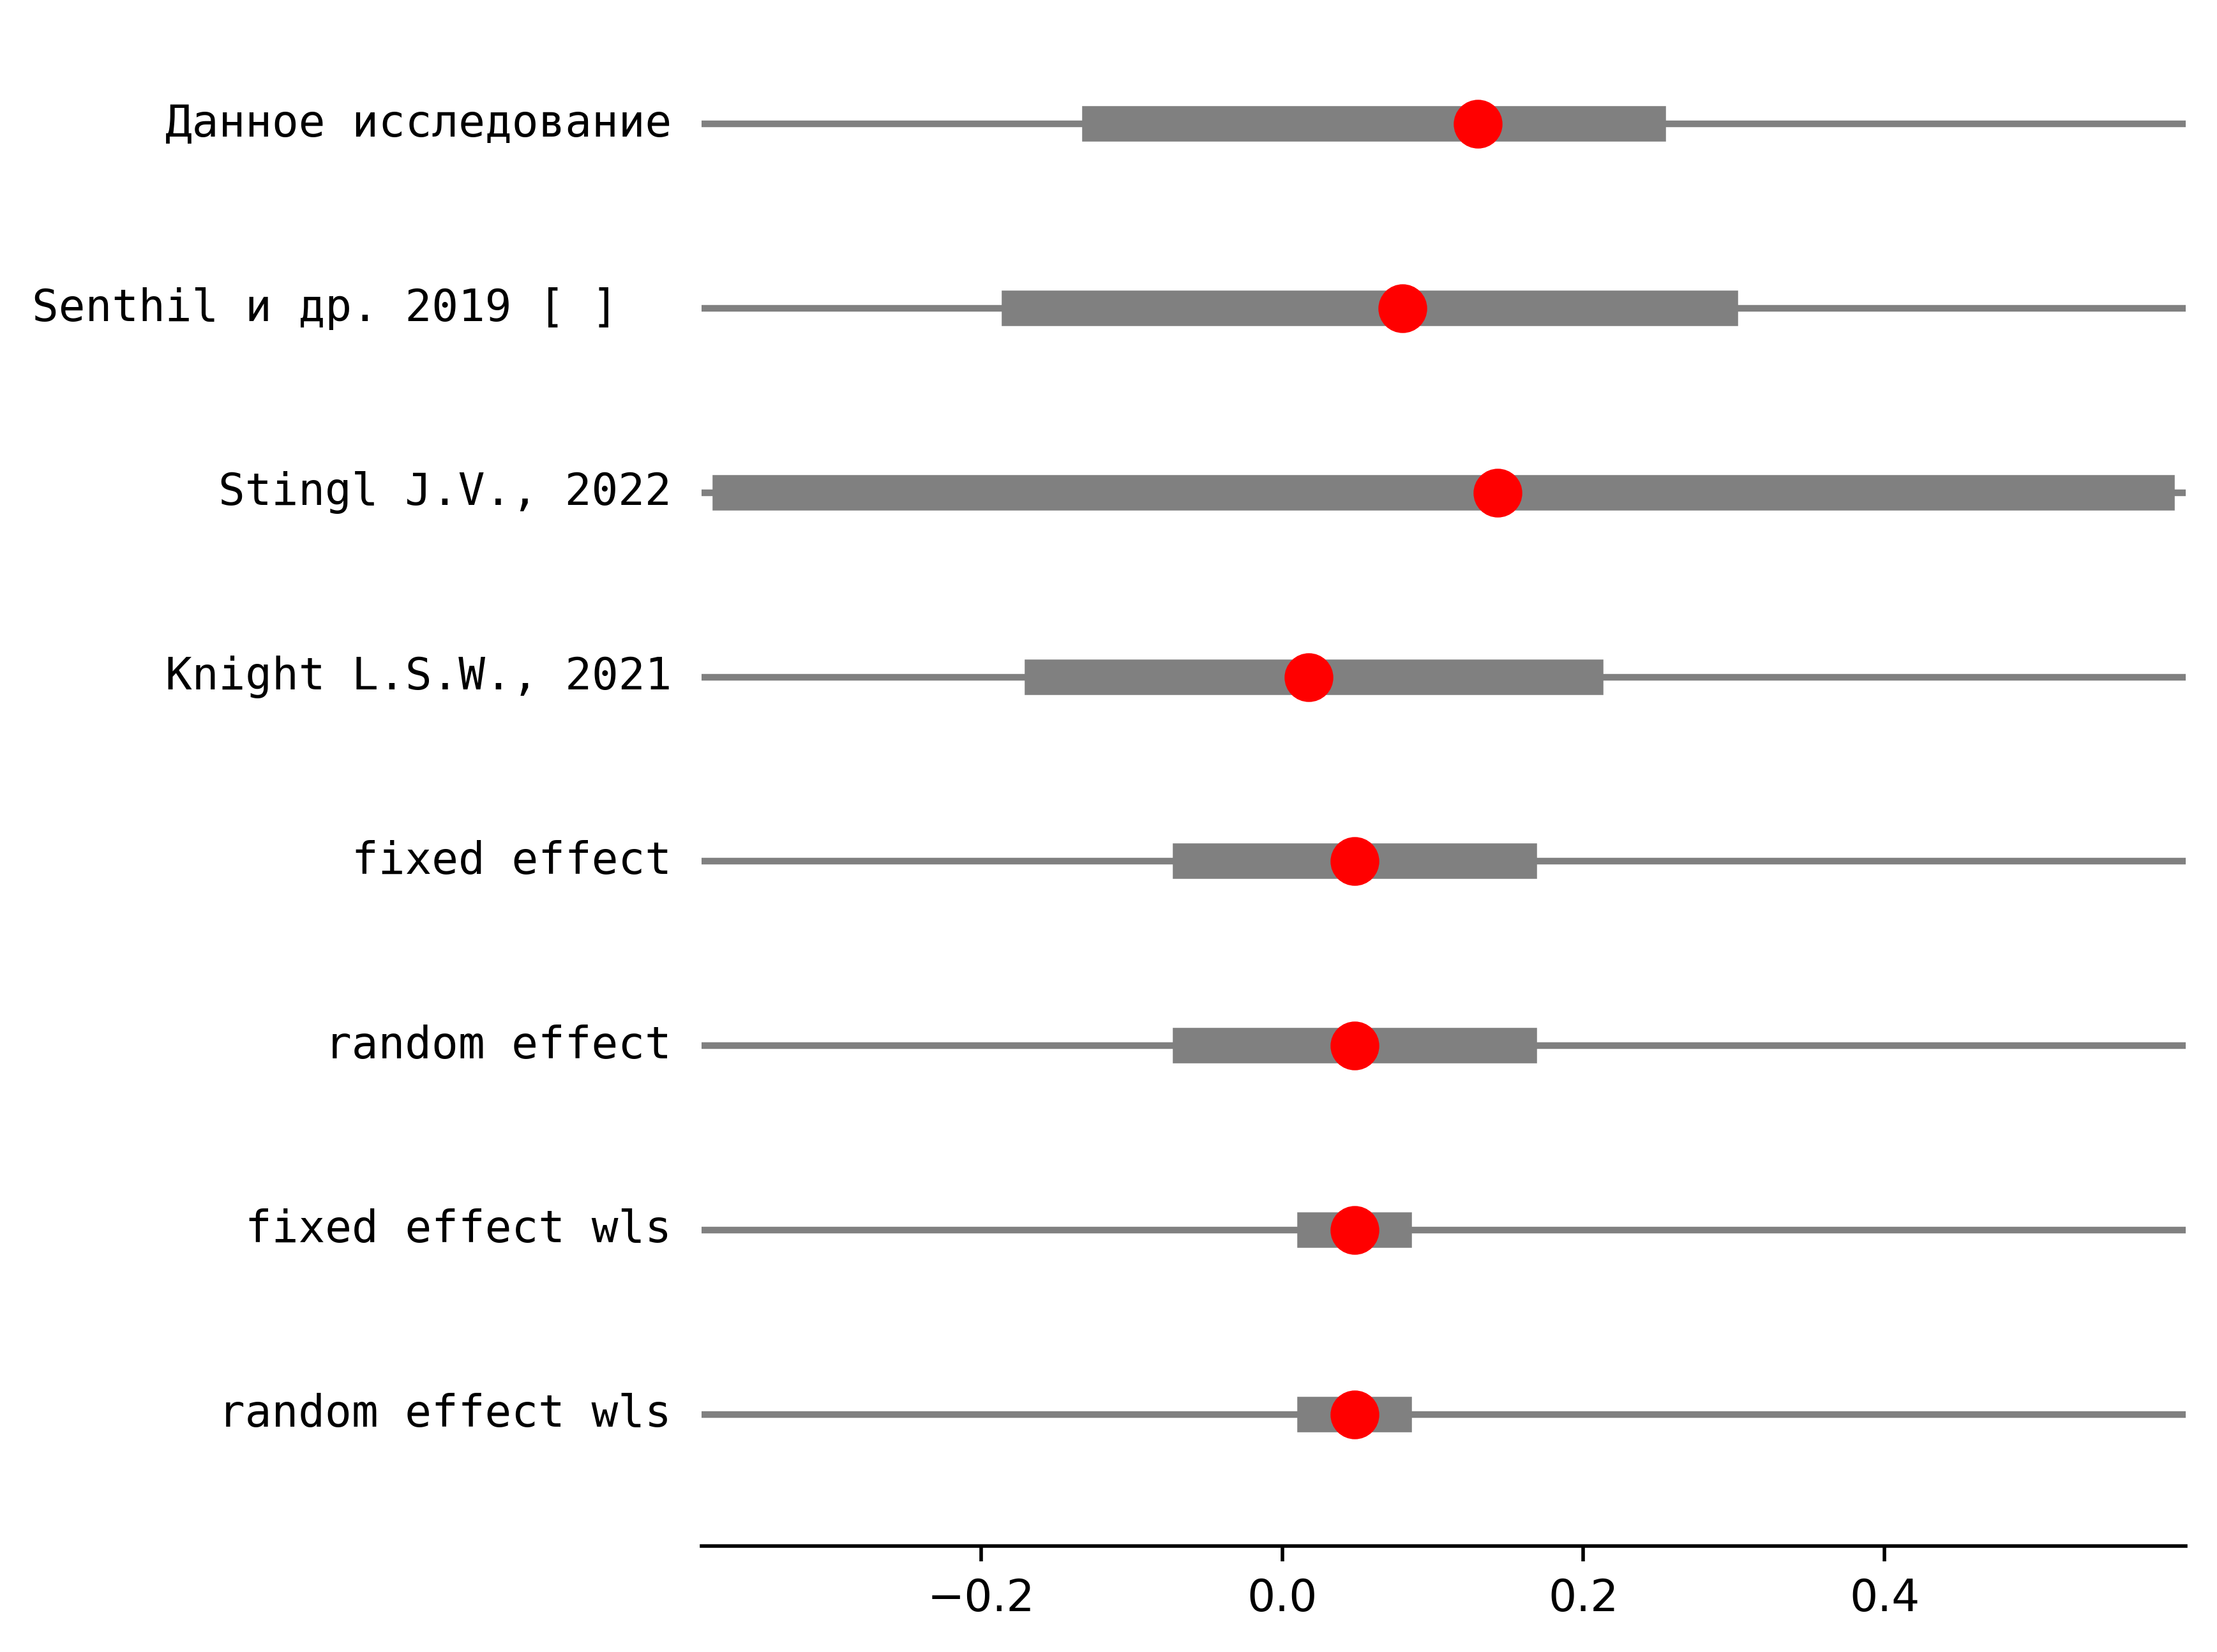 Данное исследование
Senthil и др. 2019 [ ]
Stingl J.V., 2022
Knight L.S.W., 2021
fixed effect
random effect
fixed effect wls
random effect wls
−0.2 0.0 0.2 0.4